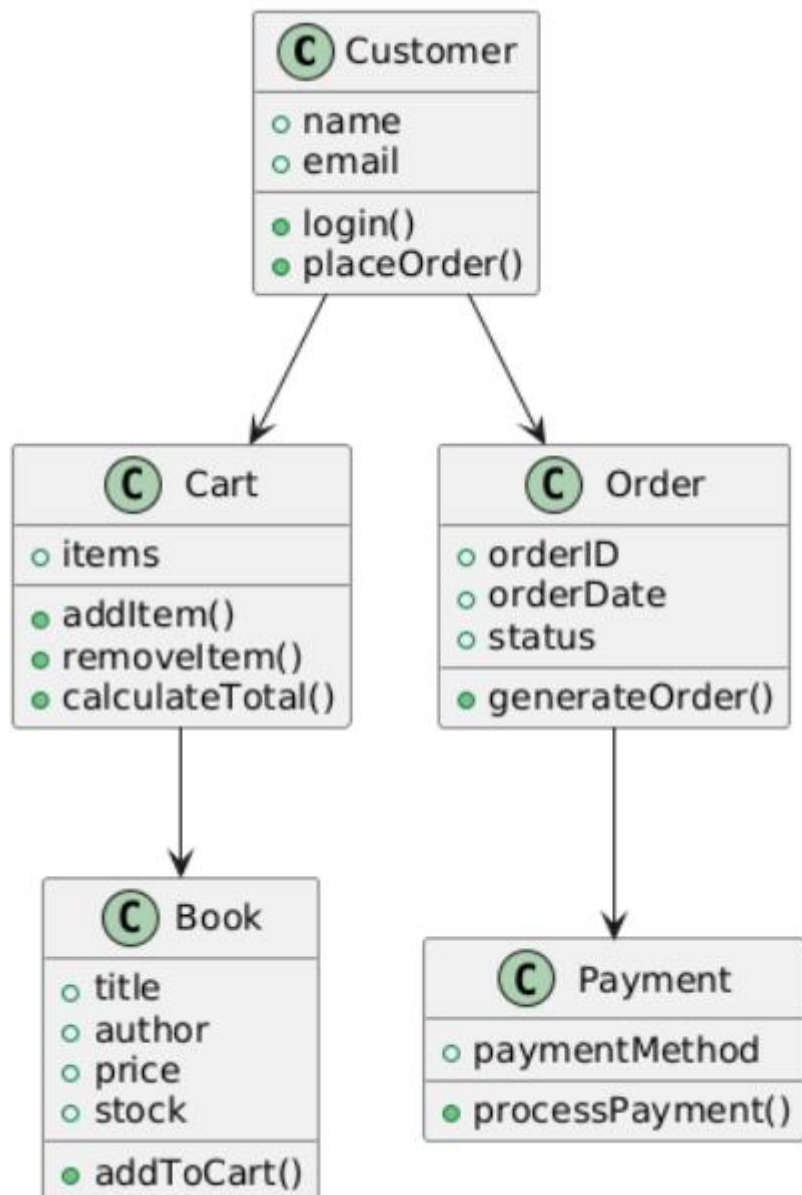 C Customer
name
email
login()
placeOrder()
C Cart
items
addItem()
removeItem()
calculateTotal()
C Order
orderID
orderDate
status
generateOrder()
C Book
title
author
price
stock
addToCart()
C Payment
paymentMethod
processPayment()